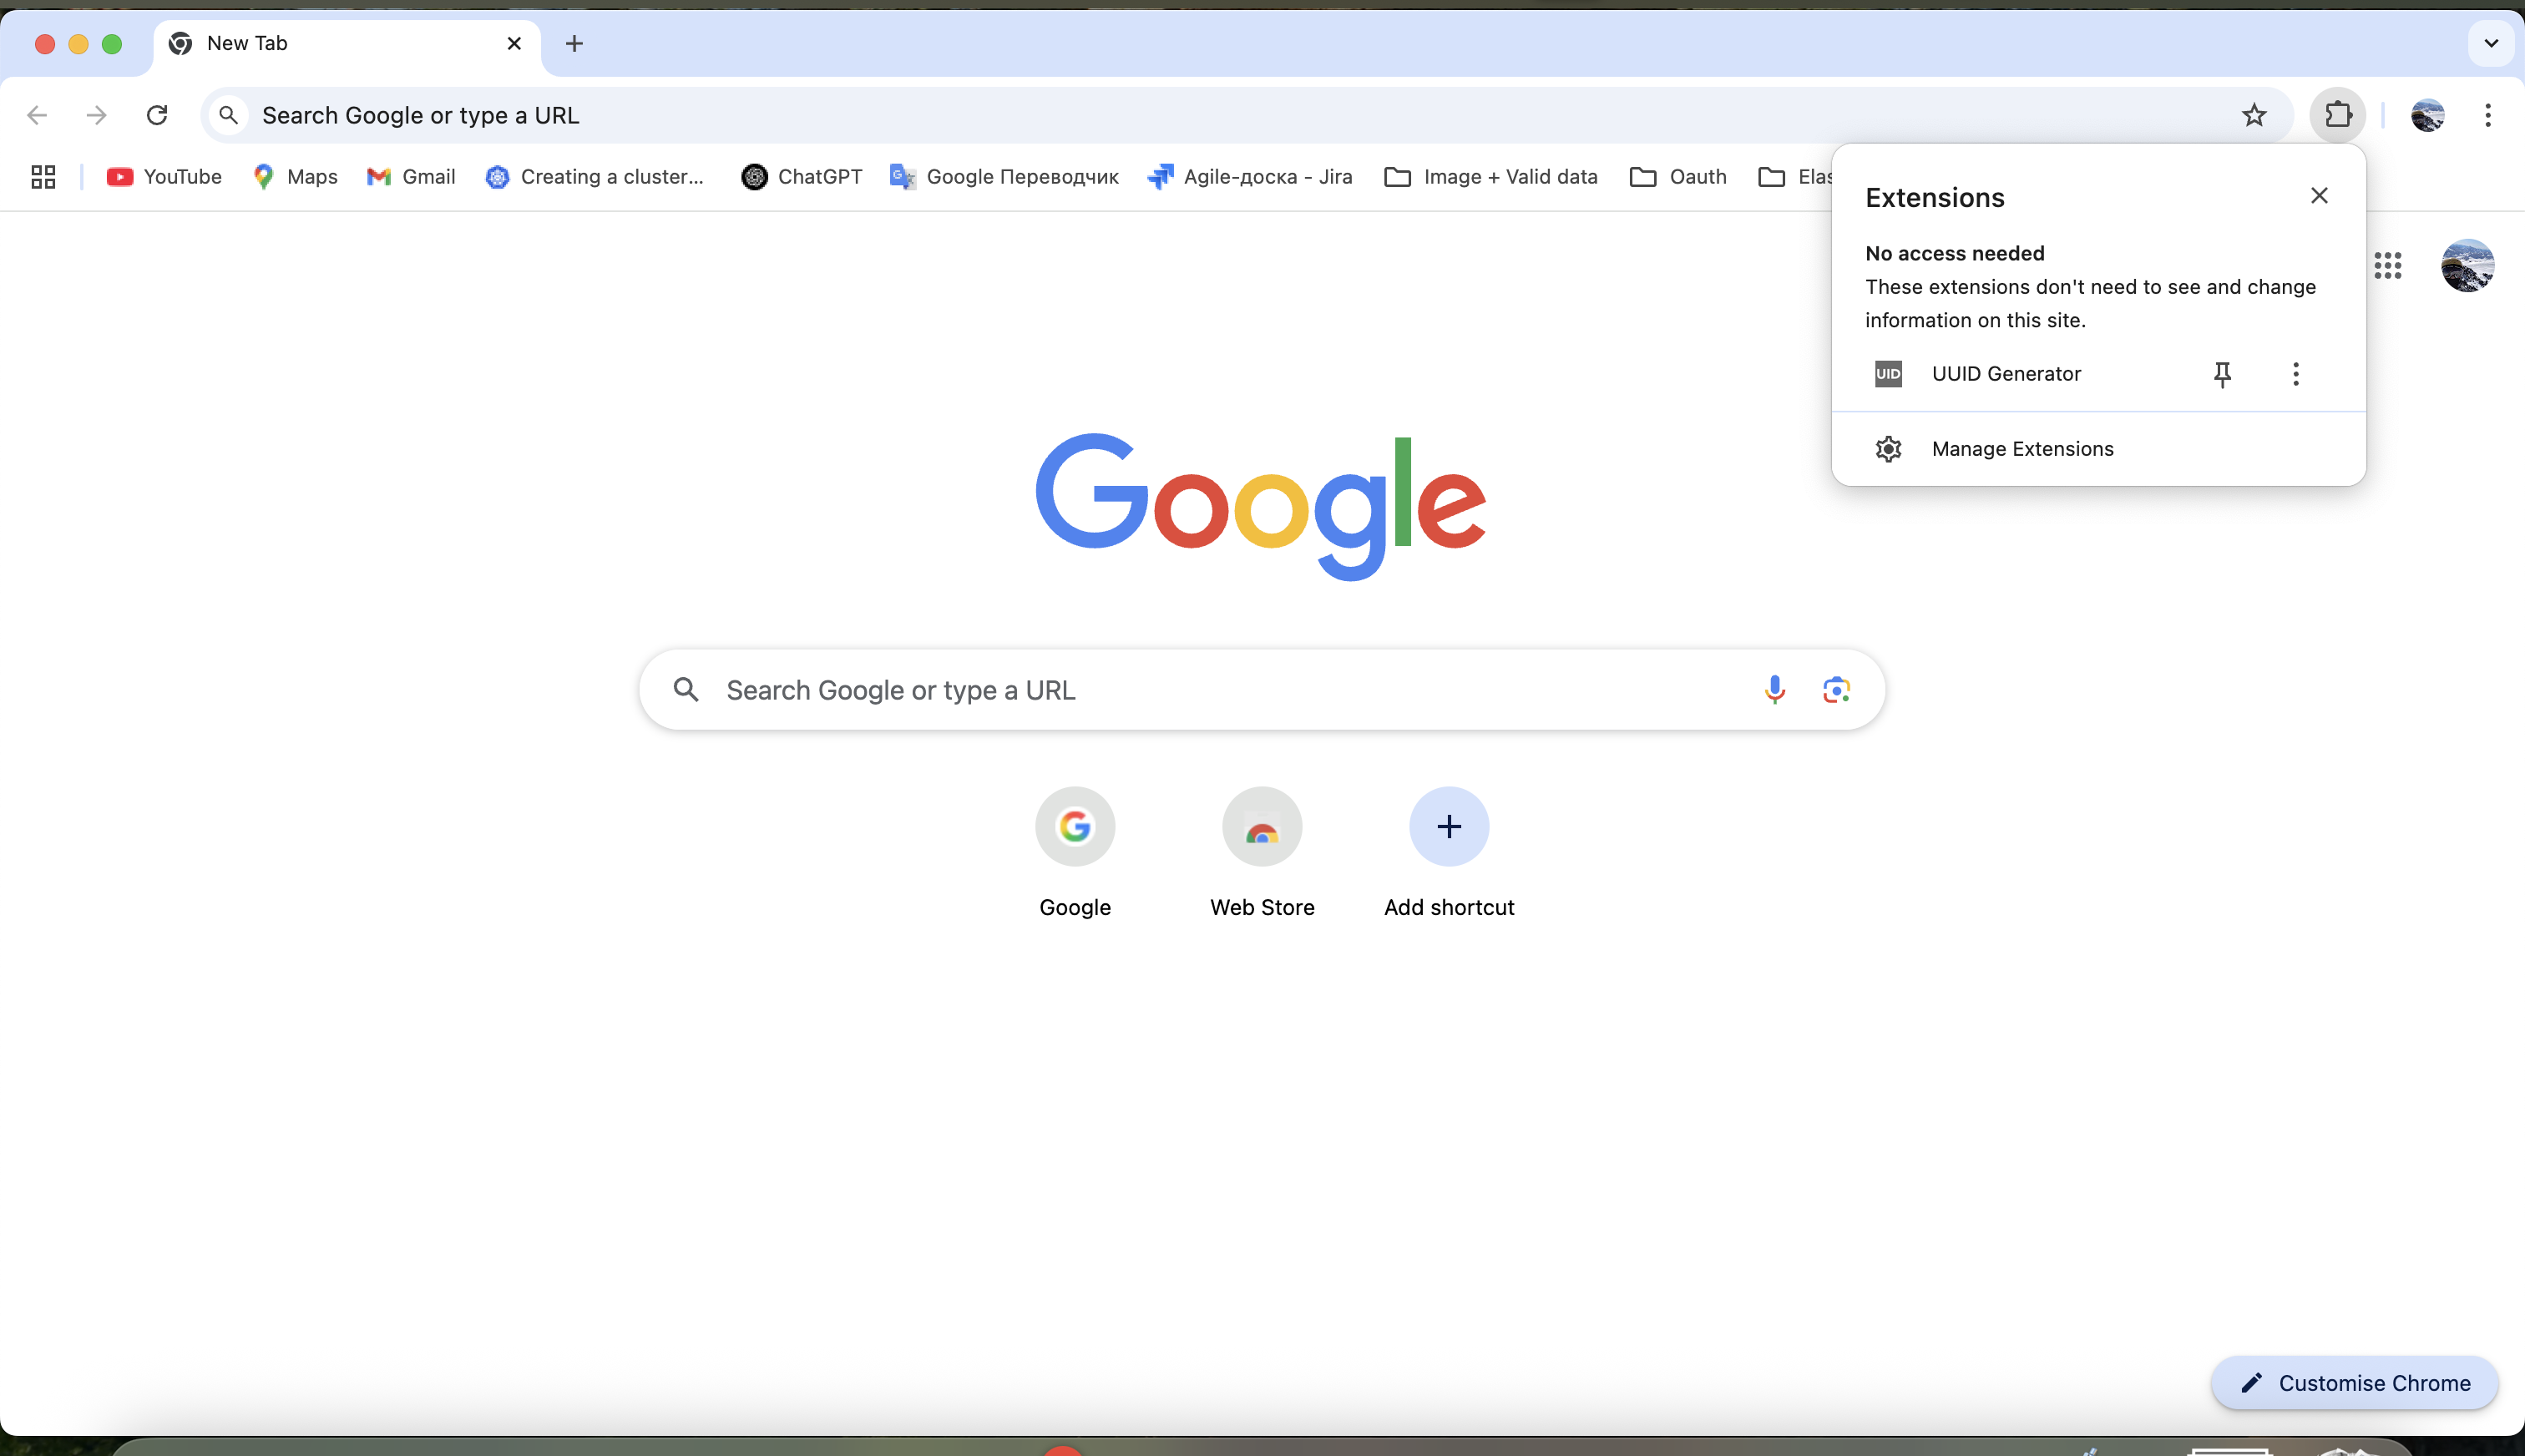 New Tab
Search Google or type a URL
YouTube Maps Gmail Creating a cluster... ChatGPT Google Переводчик Agile-доска - Jira Image + Valid data Oauth Elas
Extensions
No access needed
These extensions don't need to see and change
information on this site.
UID UUID Generator
Manage Extensions
Google
Search Google or type a URL
Google Web Store Add shortcut
Customise Chrome